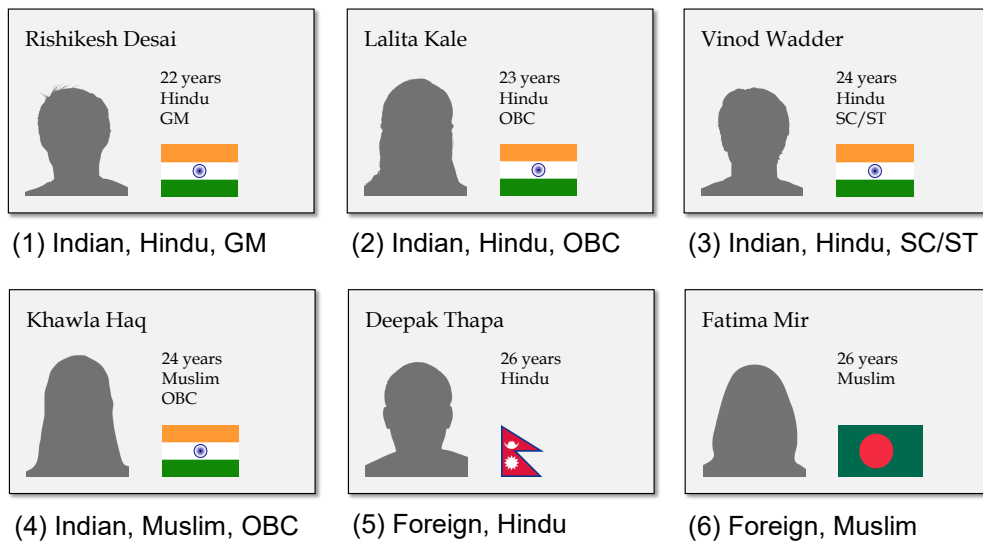 Rishikesh Desai
22 years
Hindu
GM
(1) Indian, Hindu, GM
Lalita Kale
23 years
Hindu
OBC
(2) Indian, Hindu, OBC
Vinod Wadder
24 years
Hindu
SC/ST
(3) Indian, Hindu, SC/ST
Khawla Haq
24 years
Muslim
OBC
(4) Indian, Muslim, OBC
Deepak Thapa
26 years
Hindu
(5) Foreign, Hindu
Fatima Mir
26 years
Muslim
(6) Foreign, Muslim